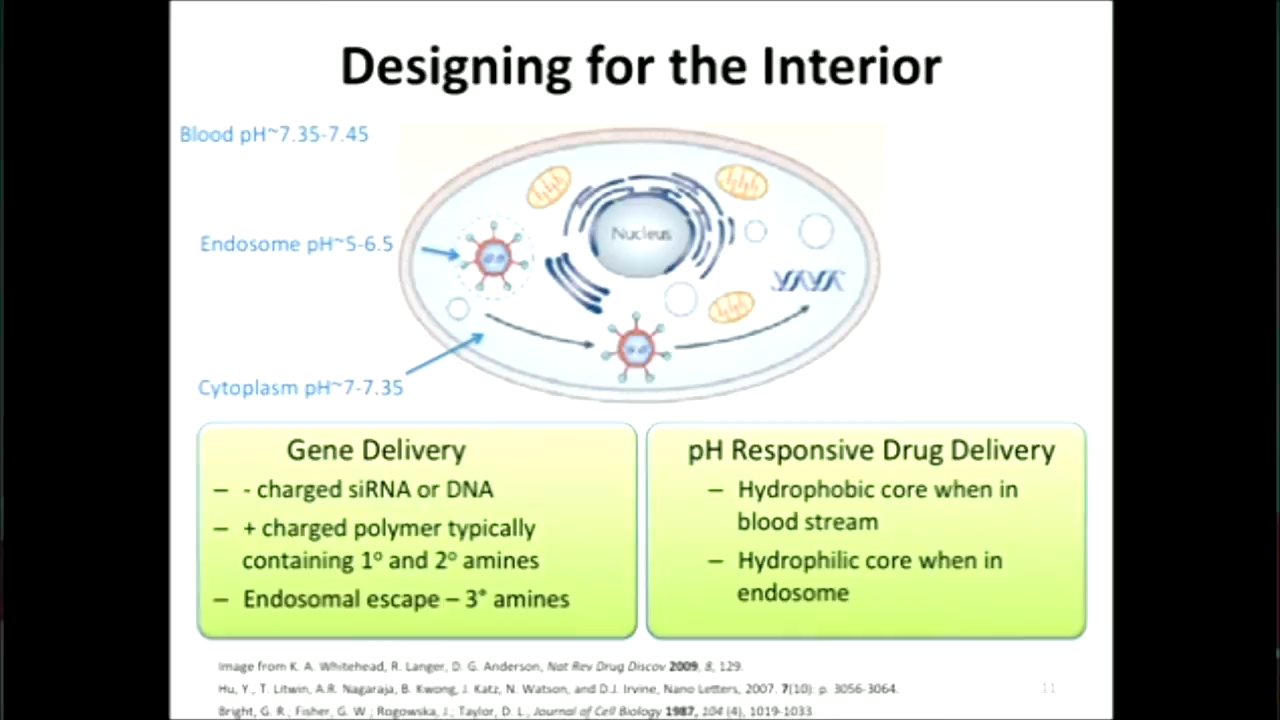 Designing for the Interior
Blood pH~7.35-7.45
Endosome pH~5-6.5
Nucleus
Cytoplasm pH~7-7.35
Gene Delivery
– - charged siRNA or DNA
– + charged polymer typically
containing 1º and 2º amines
– Endosomal escape – 3° amines
pH Responsive Drug Delivery
– Hydrophobic core when in
blood stream
– Hydrophilic core when in
endosome
Image from K. A. Whitehead, R. Langer, D. G. Anderson, Nat Rev Drug Discov 2009, 8, 129.
Hu, Y., T. Litwin, A.R. Nagaraja, B. Kwong, J. Katz, N. Watson, and D.J. Irvine, Nano Letters, 2007. 7(10): p. 3056-3064.
11
Bright, G. R.; Fisher, G. W.; Rogowska, J.; Taylor, D. L., Journal of Cell Biology 1987, 104 (4), 1019-1033.